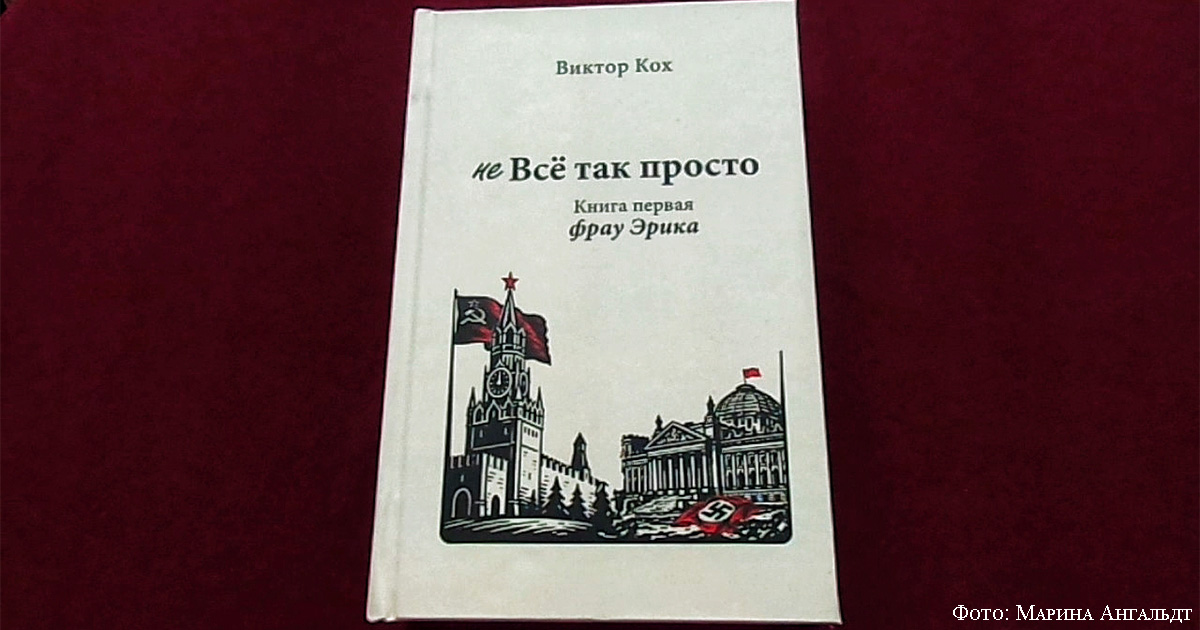 Виктор Кох
не Всё так просто
Книга первая
фрау Эрика
Фото: Марина Ангальдт